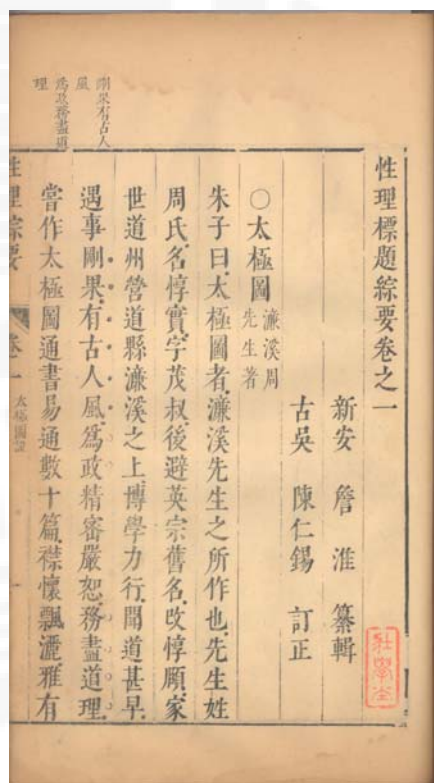 剛果有古人
風
為政務盡道
理
性理標題綜要卷之一
新安　詹淮　纂輯
古吳　陳仁錫　訂正
○太極圖濂溪周
先生著
朱子曰太極圖者濂溪先生之所作也先生姓
周氏名惇實字茂叔後避英宗舊名改惇頤家
世道州營道縣濂溪之上博學力行聞道甚早
遇事剛果有古人風為政精密嚴恕務盡道理
嘗作太極圖通書易通數十篇襟懷飄灑雅有
性理綜要
卷一
太極圖說
一